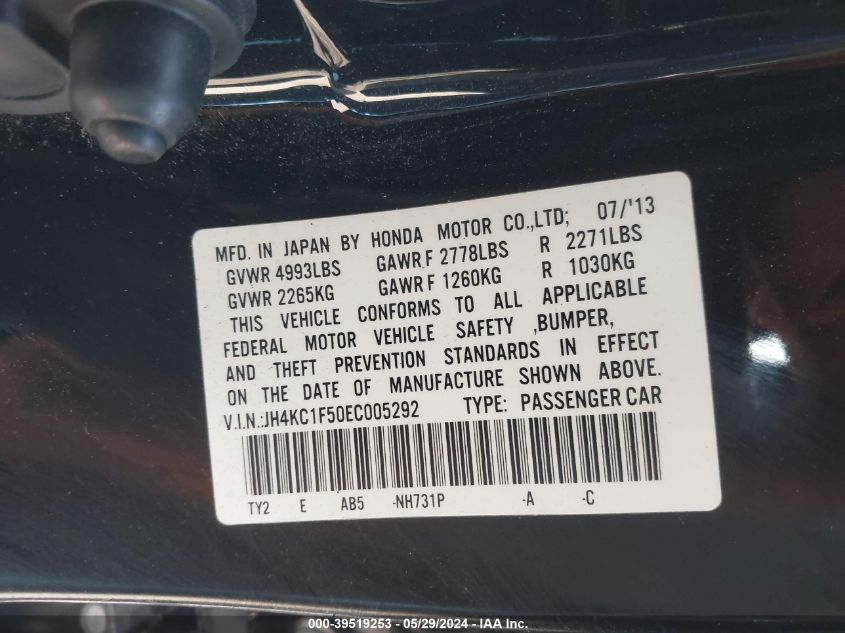 MFD. IN JAPAN BY HONDA MOTOR CO.,LTD; 07/'13
GVWR 4993LBS GAWR F 2778LBS R 2271LBS
GVWR 2265KG GAWR F 1260KG R 1030KG
THIS VEHICLE CONFORMS TO ALL APPLICABLE
FEDERAL MOTOR VEHICLE SAFETY ,BUMPER,
AND THEFT PREVENTION STANDARDS IN EFFECT
ON THE DATE OF MANUFACTURE SHOWN ABOVE.
V.I.N.:JH4KC1F50EC005292 TYPE: PASSENGER CAR
TY2 E AB5 -NH731P -A -C
000-39519253 - 05/29/2024 - IAA Inc.